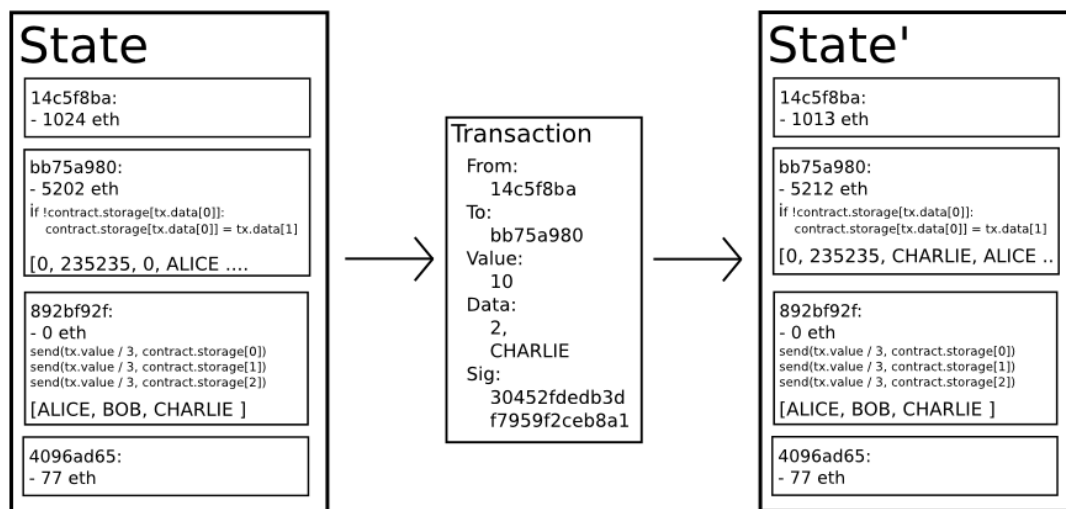 State
14c5f8ba:
- 1024 eth
bb75a980:
- 5202 eth
if !contract.storage[tx.data[0]]:
contract.storage[tx.data[0]] = tx.data[1]
[0, 235235, 0, ALICE ....
892bf92f:
- 0 eth
send(tx.value / 3, contract.storage[0])
send(tx.value / 3, contract.storage[1])
send(tx.value / 3, contract.storage[2])
[ALICE, BOB, CHARLIE ]
4096ad65:
- 77 eth
Transaction
From:
14c5f8ba
To:
bb75a980
Value:
10
Data:
2,
CHARLIE
Sig:
30452fdedb3d
f7959f2ceb8a1
State'
14c5f8ba:
- 1013 eth
bb75a980:
- 5212 eth
if !contract.storage[tx.data[0]]:
contract.storage[tx.data[0]] = tx.data[1]
[0, 235235, CHARLIE, ALICE ..
892bf92f:
- 0 eth
send(tx.value / 3, contract.storage[0])
send(tx.value / 3, contract.storage[1])
send(tx.value / 3, contract.storage[2])
[ALICE, BOB, CHARLIE ]
4096ad65:
- 77 eth